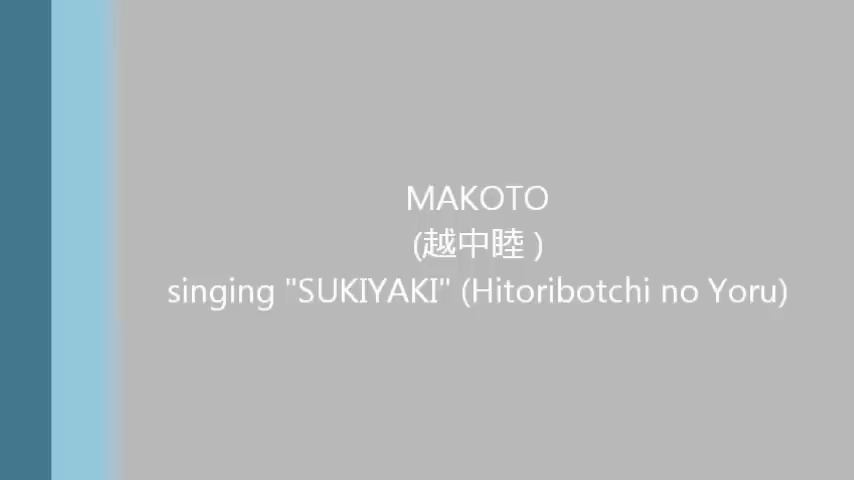 MAKOTO
(越中睦 )
singing "SUKIYAKI" (Hitoribotchi no Yoru)